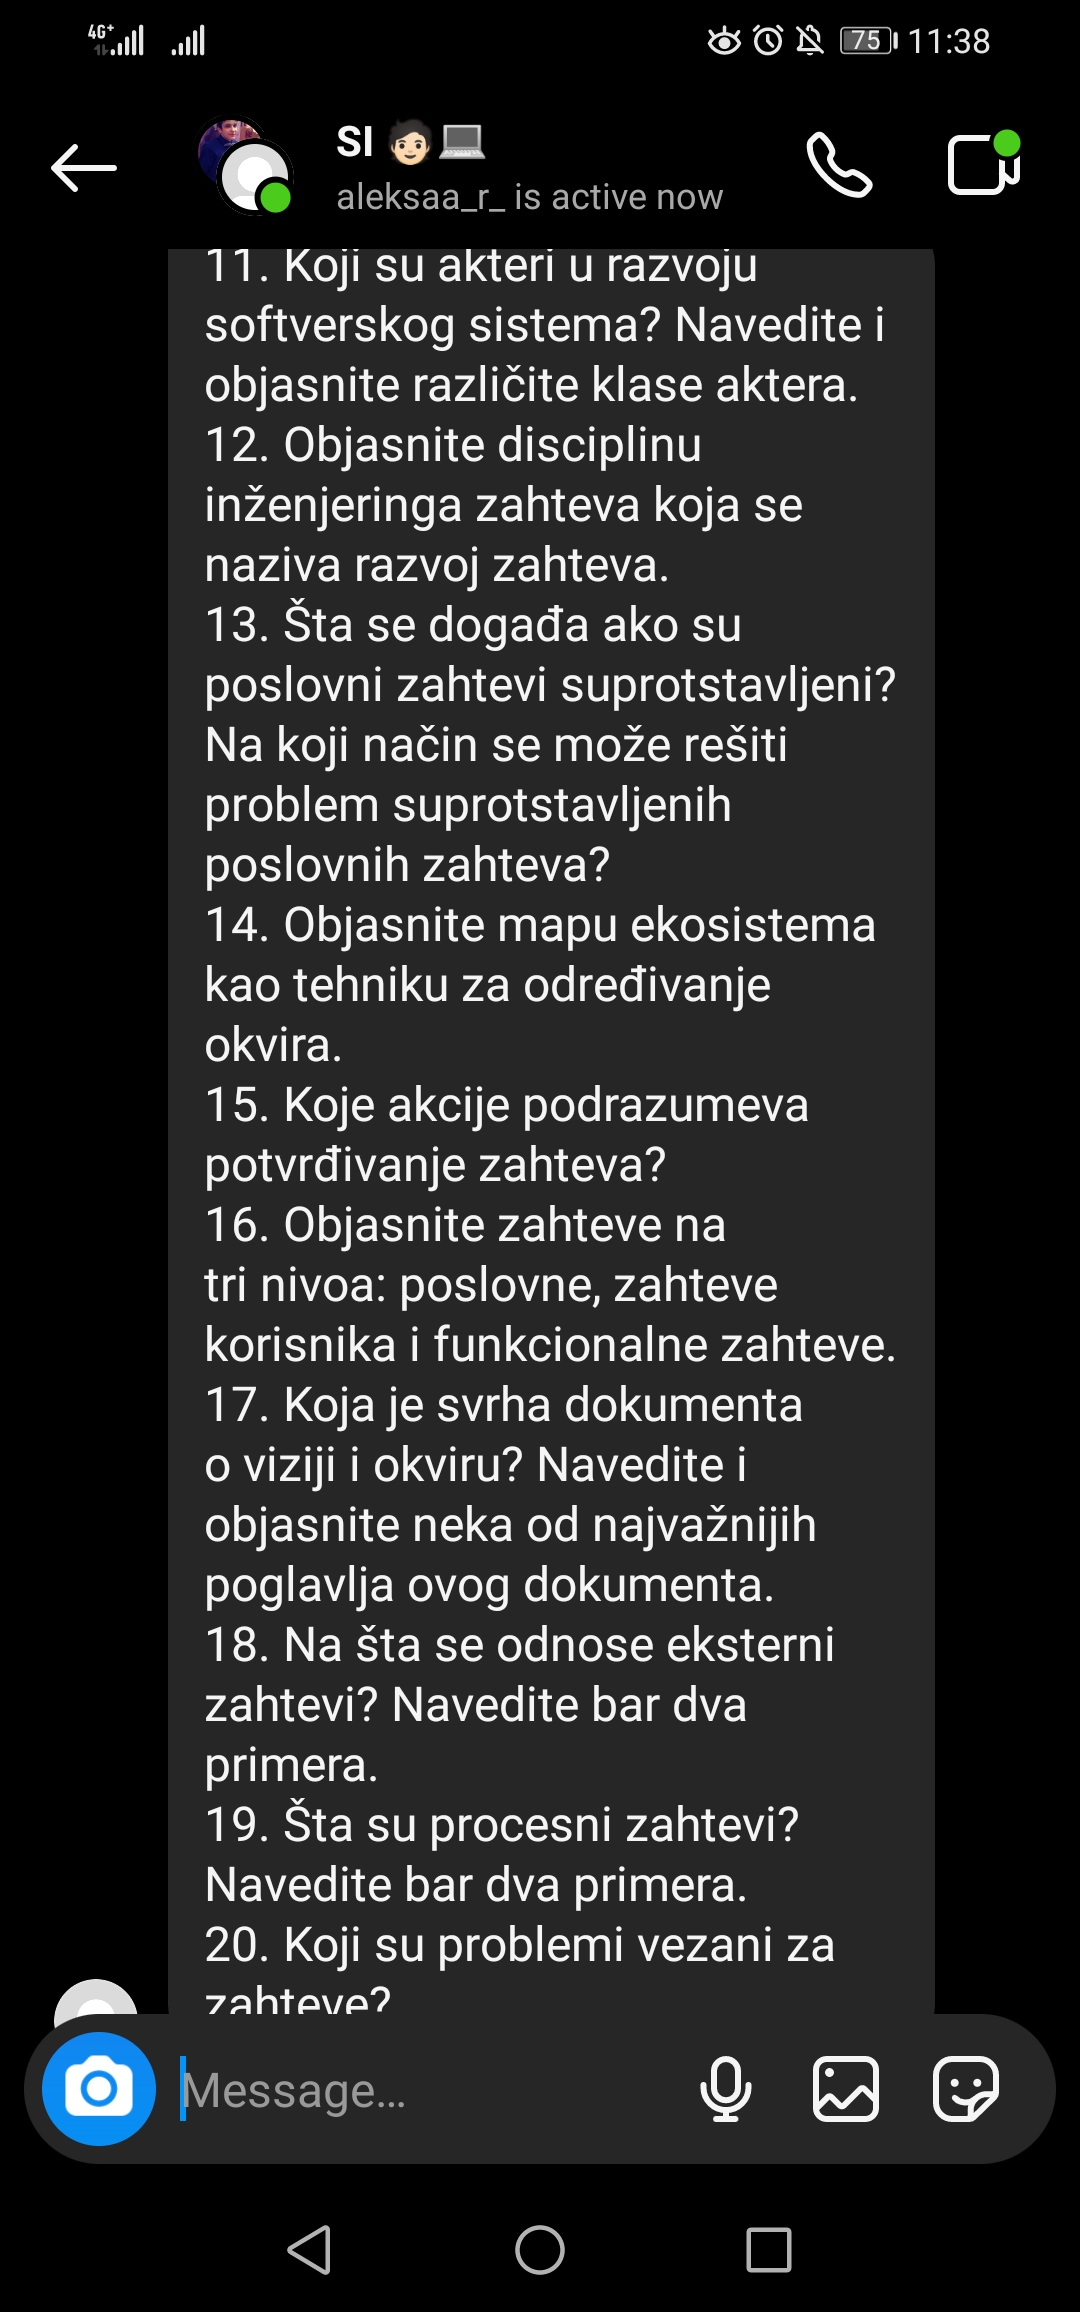 4G+
75 11:38
SI 🧑🏻💻
aleksaa_r_ is active now
11. Koji su akteri u razvoju
softverskog sistema? Navedite i
objasnite različite klase aktera.
12. Objasnite disciplinu
inženjeringa zahteva koja se
naziva razvoj zahteva.
13. Šta se događa ako su
poslovni zahtevi suprotstavljeni?
Na koji način se može rešiti
problem suprotstavljenih
poslovnih zahteva?
14. Objasnite mapu ekosistema
kao tehniku za određivanje
okvira.
15. Koje akcije podrazumeva
potvrđivanje zahteva?
16. Objasnite zahteve na
tri nivoa: poslovne, zahteve
korisnika i funkcionalne zahteve.
17. Koja je svrha dokumenta
o viziji i okviru? Navedite i
objasnite neka od najvažnijih
poglavlja ovog dokumenta.
18. Na šta se odnose eksterni
zahtevi? Navedite bar dva
primera.
19. Šta su procesni zahtevi?
Navedite bar dva primera.
20. Koji su problemi vezani za
zahteve?
Message...